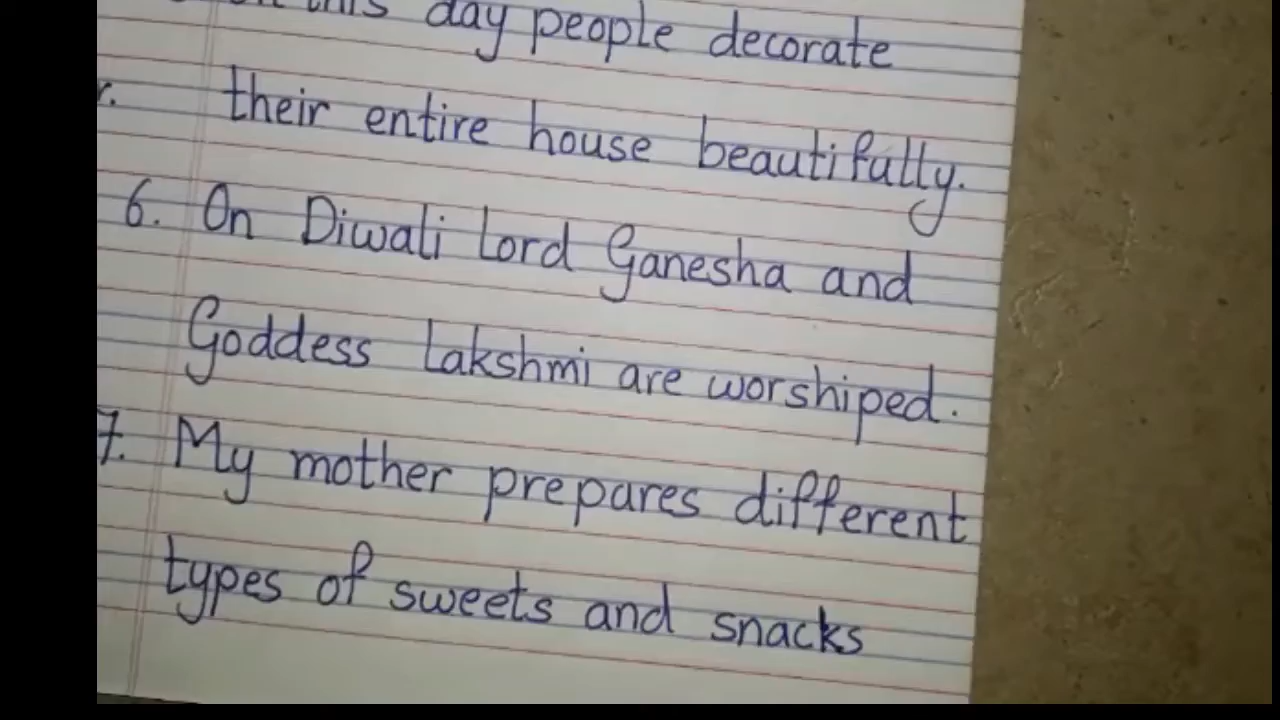 this day people decorate
their entire house beautifully.
6. On Diwali Lord Ganesha and
Goddess Lakshmi are worshiped.
7. My mother prepares different
types of sweets and snacks